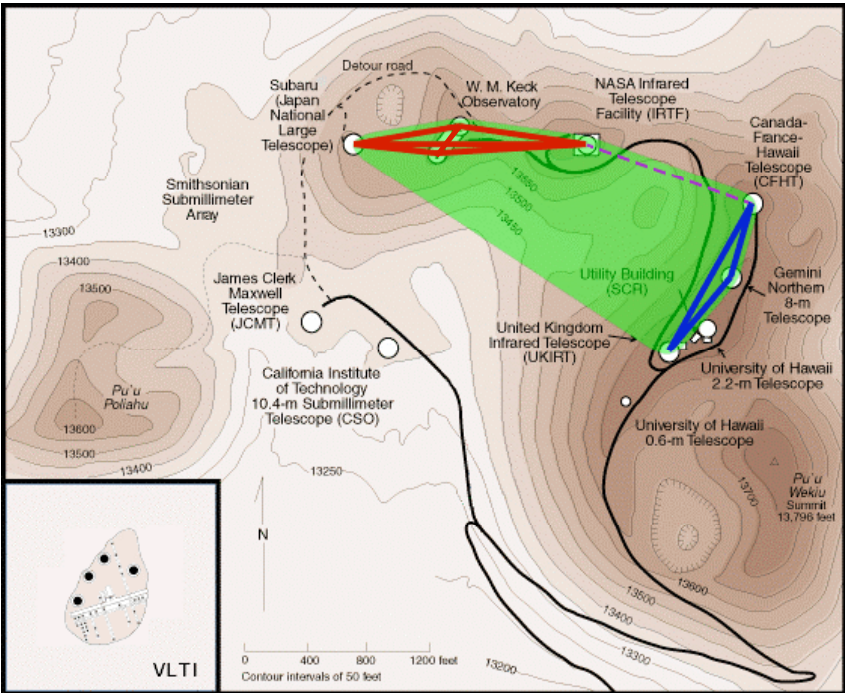 Detour road
Subaru
(Japan
National
Large
Telescope)
W. M. Keck
Observatory
NASA Infrared
Telescope
Facility (IRTF)
Canada-
France-
Hawaii
Telescope
(CFHT)
Smithsonian
Submillimeter
Array
13550
13500
13450
13300
13400
13500
James Clerk
Maxwell
Telescope
(JCMT)
Utility Building
(SCR)
Gemini
Northern
8-m
Telescope
United Kingdom
Infrared Telescope
(UKIRT)
University of Hawaii
2.2-m Telescope
California Institute
of Technology
10.4-m Submillimeter
Telescope (CSO)
Pu'u
Poliahu
University of Hawaii
0.6-m Telescope
13600
13500
13400
13250
Pu'u
Wekiu
Summit
13,796 feet
13700
N
13600
13500
13400
13300
13200
VLTI
0 400 800 1200 feet
Contour intervals of 50 feet